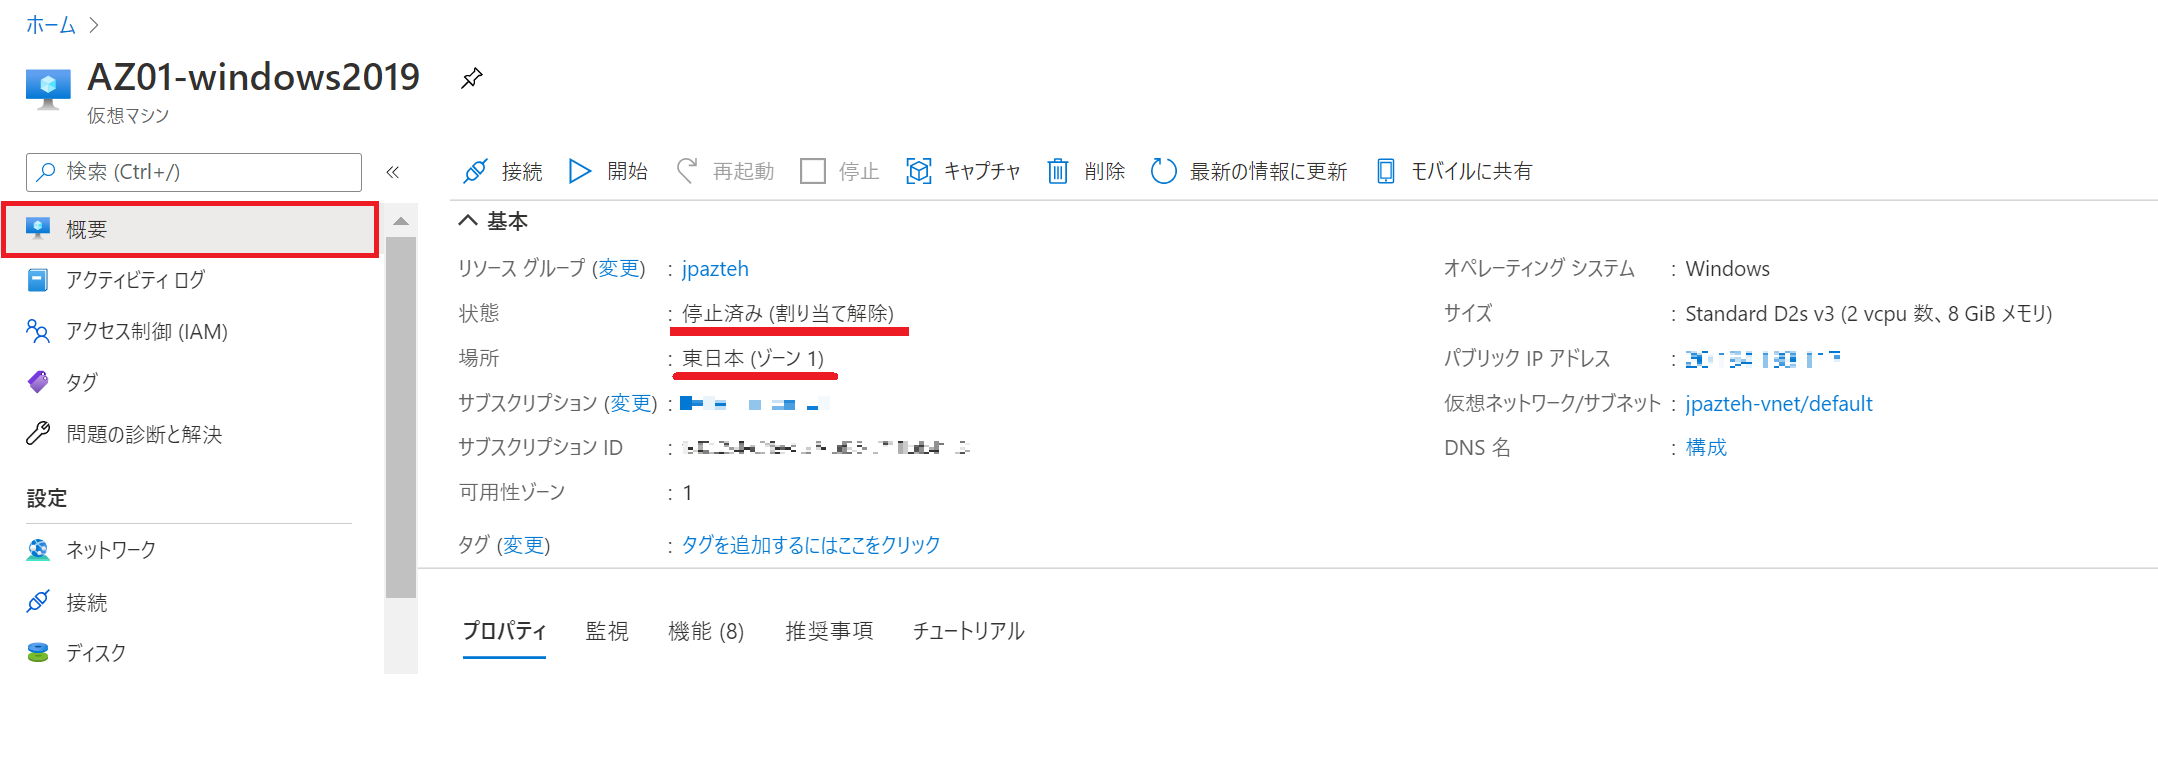 ホーム >
AZ01-windows2019
仮想マシン
検索 (Ctrl+/) «
概要
アクティビティ ログ
アクセス制御 (IAM)
タグ
問題の診断と解決
設定
ネットワーク
接続
ディスク
接続 開始 再起動 停止 キャプチャ 削除 最新の情報に更新 モバイルに共有
基本
リソース グループ (変更) : jpazteh
状態 : 停止済み (割り当て解除)
場所 : 東日本 (ゾーン 1)
サブスクリプション (変更) :
サブスクリプション ID :
可用性ゾーン : 1
タグ (変更) : タグを追加するにはここをクリック
オペレーティング システム : Windows
サイズ : Standard D2s v3 (2 vcpu 数、8 GiB メモリ)
パブリック IP アドレス :
仮想ネットワーク/サブネット : jpazteh-vnet/default
DNS 名 : 構成
プロパティ 監視 機能 (8) 推奨事項 チュートリアル